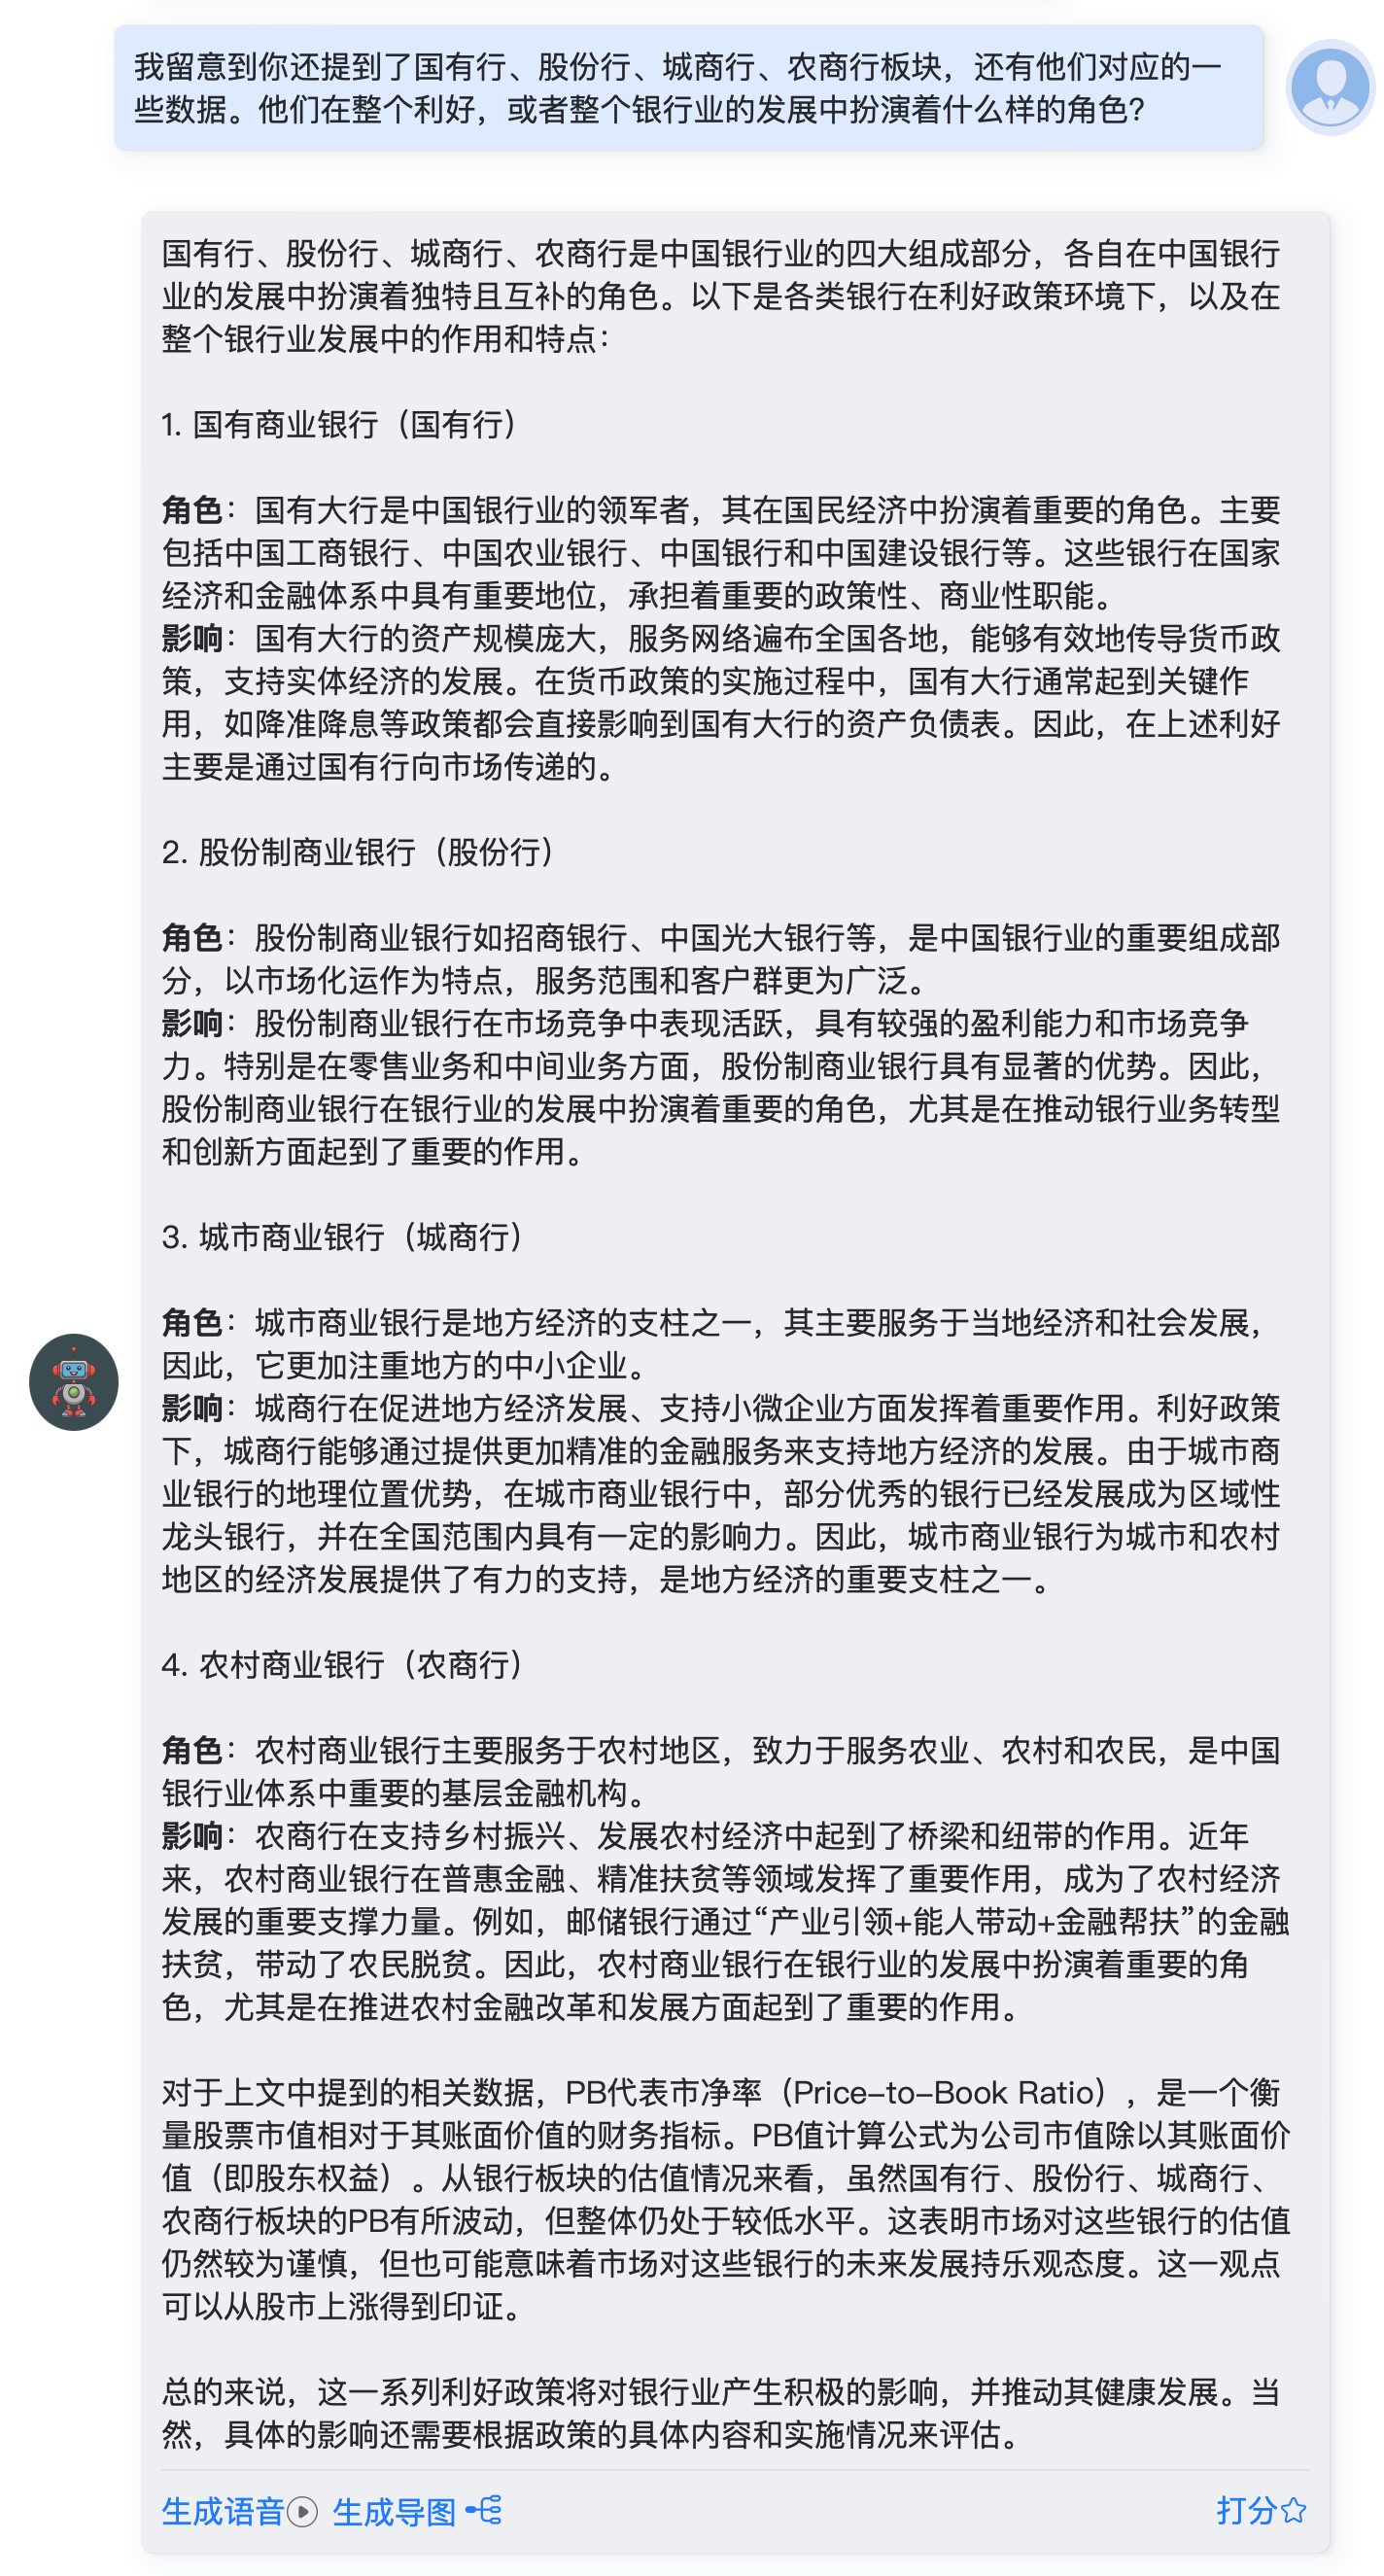 我留意到你还提到了国有行、股份行、城商行、农商行板块，还有他们对应的一
些数据。他们在整个利好，或者整个银行业的发展中扮演着什么样的角色？
国有行、股份行、城商行、农商行是中国银行业的四大组成部分，各自在中国银行
业的发展中扮演着独特且互补的角色。以下是各类银行在利好政策环境下，以及在
整个银行业发展中的作用和特点：
1. 国有商业银行（国有行）
角色：国有大行是中国银行业的领军者，其在国民经济中扮演着重要的角色。主要
包括中国工商银行、中国农业银行、中国银行和中国建设银行等。这些银行在国家
经济和金融体系中具有重要地位，承担着重要的政策性、商业性职能。
影响：国有大行的资产规模庞大，服务网络遍布全国各地，能够有效地传导货币政
策，支持实体经济的发展。在货币政策的实施过程中，国有大行通常起到关键作
用，如降准降息等政策都会直接影响到国有大行的资产负债表。因此，在上述利好
主要是通过国有行向市场传递的。
2. 股份制商业银行（股份行）
角色：股份制商业银行如招商银行、中国光大银行等，是中国银行业的重要组成部
分，以市场化运作为特点，服务范围和客户群更为广泛。
影响：股份制商业银行在市场竞争中表现活跃，具有较强的盈利能力和市场竞争
力。特别是在零售业务和中间业务方面，股份制商业银行具有显著的优势。因此，
股份制商业银行在银行业的发展中扮演着重要的角色，尤其是在推动银行业务转型
和创新方面起到了重要的作用。
3. 城市商业银行（城商行）
角色：城市商业银行是地方经济的支柱之一，其主要服务于当地经济和社会发展，
因此，它更加注重地方的中小企业。
影响：城商行在促进地方经济发展、支持小微企业方面发挥着重要作用。利好政策
下，城商行能够通过提供更加精准的金融服务来支持地方经济的发展。由于城市商
业银行的地理位置优势，在城市商业银行中，部分优秀的银行已经发展成为区域性
龙头银行，并在全国范围内具有一定的影响力。因此，城市商业银行为城市和农村
地区的经济发展提供了有力的支持，是地方经济的重要支柱之一。
4. 农村商业银行（农商行）
角色：农村商业银行主要服务于农村地区，致力于服务农业、农村和农民，是中国
银行业体系中重要的基层金融机构。
影响：农商行在支持乡村振兴、发展农村经济中起到了桥梁和纽带的作用。近年
来，农村商业银行在普惠金融、精准扶贫等领域发挥了重要作用，成为了农村经济
发展的重要支撑力量。例如，邮储银行通过“产业引领+能人带动+金融帮扶”的金融
扶贫，带动了农民脱贫。因此，农村商业银行在银行业的发展中扮演着重要的角
色，尤其是在推进农村金融改革和发展方面起到了重要的作用。
对于上文中提到的相关数据，PB代表市净率（Price-to-Book Ratio），是一个衡
量股票市值相对于其账面价值的财务指标。PB值计算公式为公司市值除以其账面价
值（即股东权益）。从银行板块的估值情况来看，虽然国有行、股份行、城商行、
农商行板块的PB有所波动，但整体仍处于较低水平。这表明市场对这些银行的估值
仍然较为谨慎，但也可能意味着市场对这些银行的未来发展持乐观态度。这一观点
可以从股市上涨得到印证。
总的来说，这一系列利好政策将对银行业产生积极的影响，并推动其健康发展。当
然，具体的影响还需要根据政策的具体内容和实施情况来评估。
生成语音 生成导图 打分